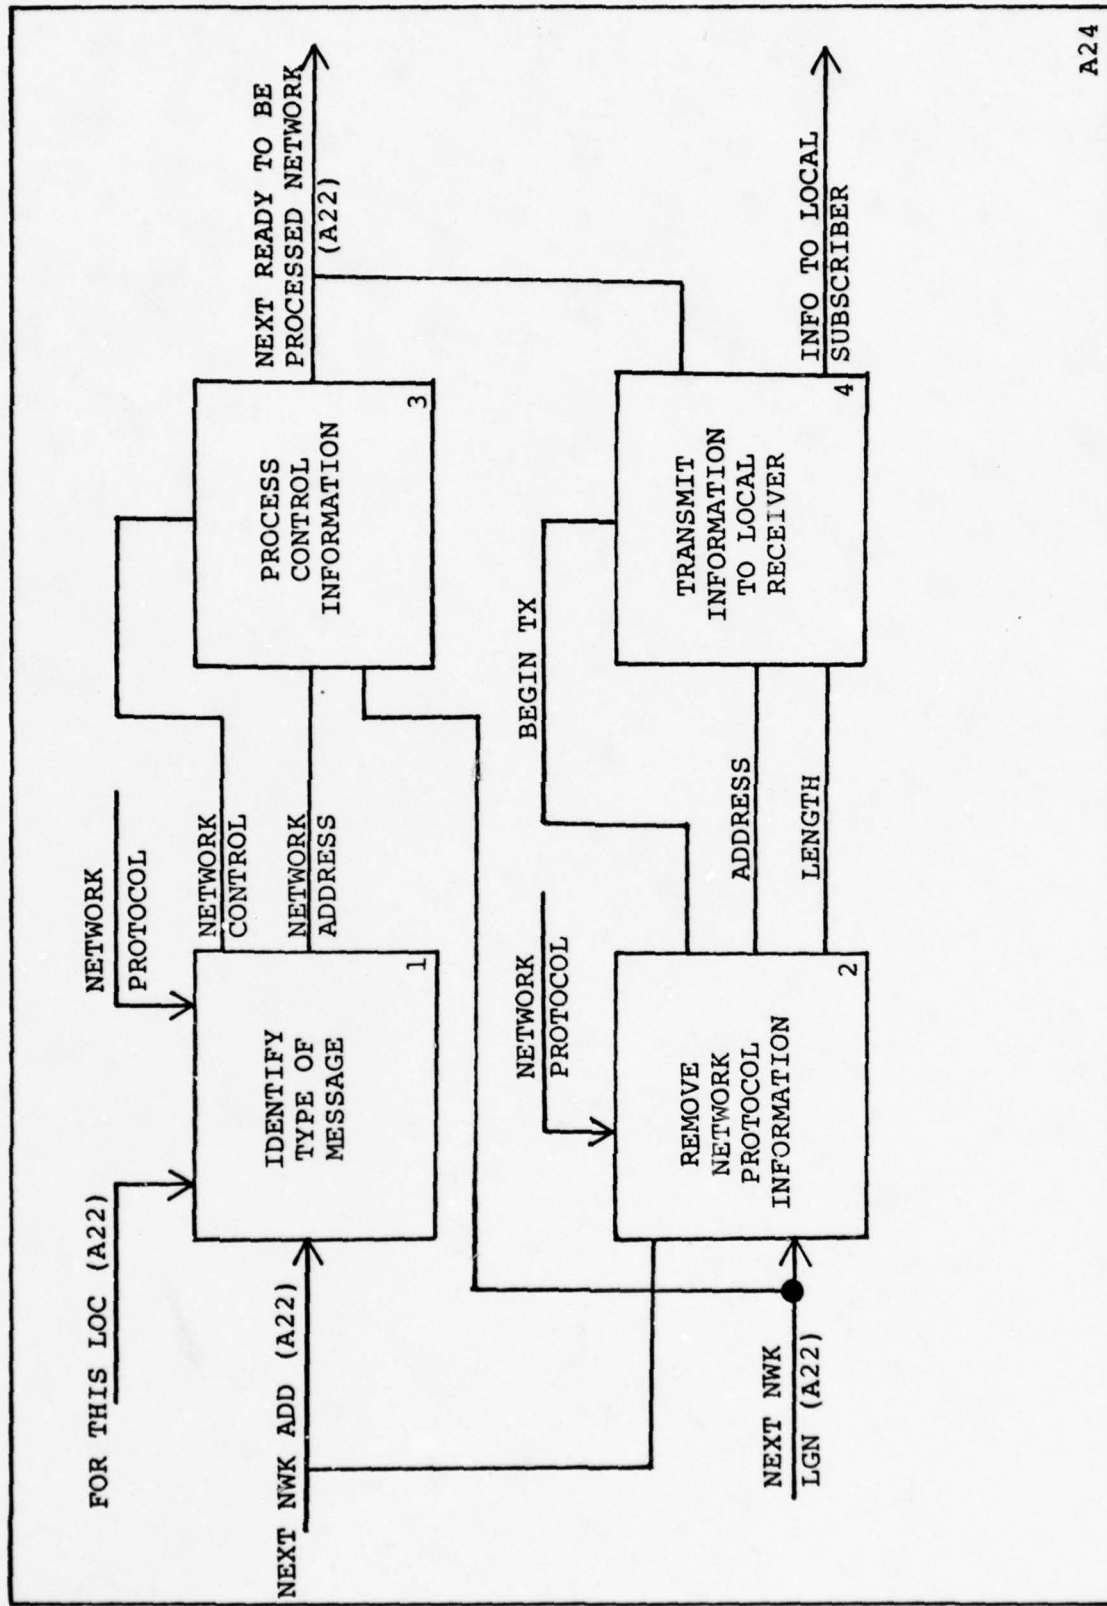 FOR THIS LOC (A22)
NETWORK
PROTOCOL
NEXT NWK ADD (A22)
IDENTIFY
TYPE OF
MESSAGE
1
NETWORK
CONTROL
NETWORK
ADDRESS
PROCESS
CONTROL
INFORMATION
3
NEXT READY TO BE
PROCESSED NETWORK
(A22)
NEXT NWK
LGN (A22)
NETWORK
PROTOCOL
REMOVE
NETWORK
PROTOCOL
INFORMATION
2
BEGIN TX
ADDRESS
LENGTH
TRANSMIT
INFORMATION
TO LOCAL
RECEIVER
4
INFO TO LOCAL
SUBSCRIBER
A24